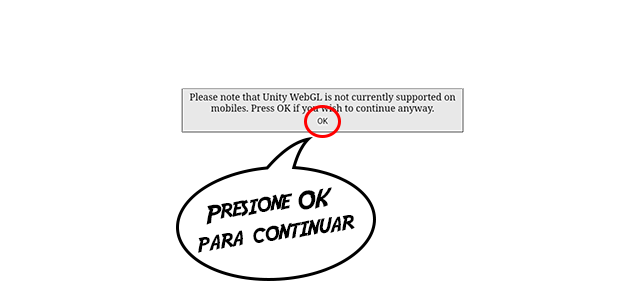 Please note that Unity WebGL is not currently supported on
mobiles. Press OK if you wish to continue anyway.
OK
PRESIONE OK
PARA CONTINUAR